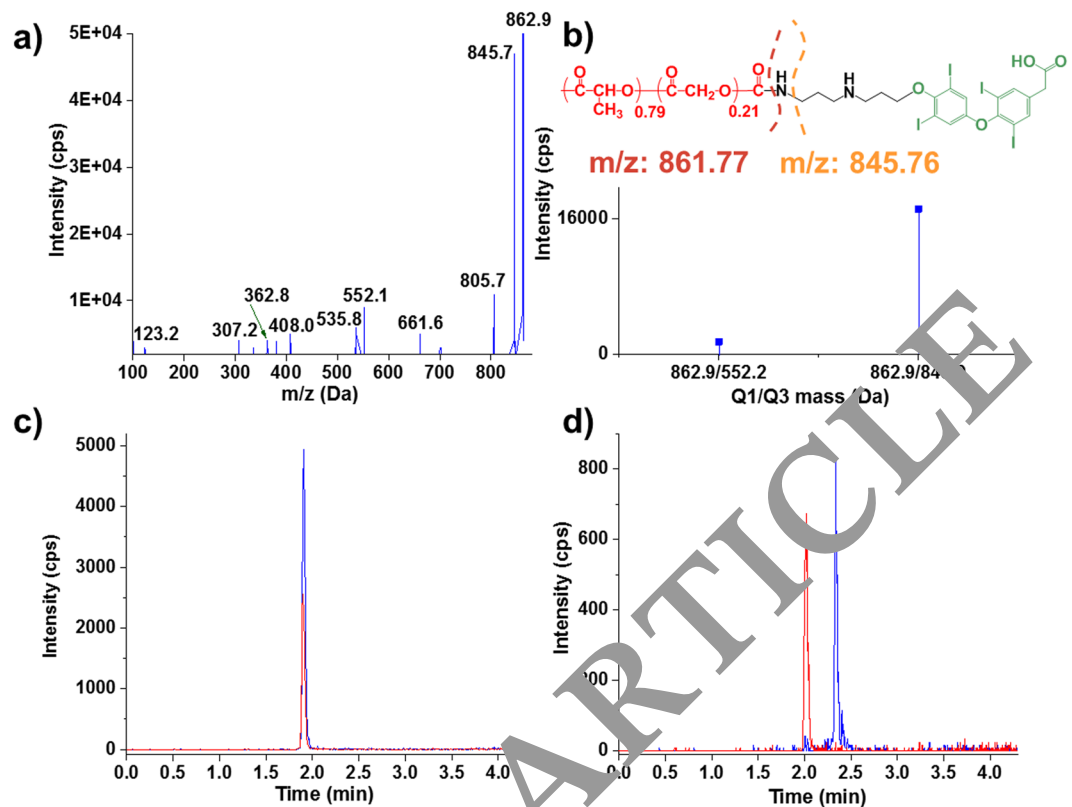 a)
Intensity (cps)
5E+04
4E+04
3E+04
2E+04
1E+04
862.9
845.7
805.7
661.6
552.1
535.8
408.0
362.8
307.2
123.2
100 200 300 400 500 600 700 800
m/z (Da)
b)
O O O H H O I I OH O
( CH-O ) ( CH2-O ) N N
CH3 0.79 0.21 I O I
m/z: 861.77 m/z: 845.76
Intensity (cps)
16000
0
862.9/552.2
Q1/Q3 mass (Da)
c)
Intensity (cps)
5000
4000
3000
2000
1000
0
0.0 0.5 1.0 1.5 2.0 2.5 3.0 3.5 4.0
Time (min)
d)
Intensity (cps)
800
600
400
200
0
0.0 0.5 1.0 1.5 2.0 2.5 3.0 3.5 4.0
Time (min)
ARTICLE